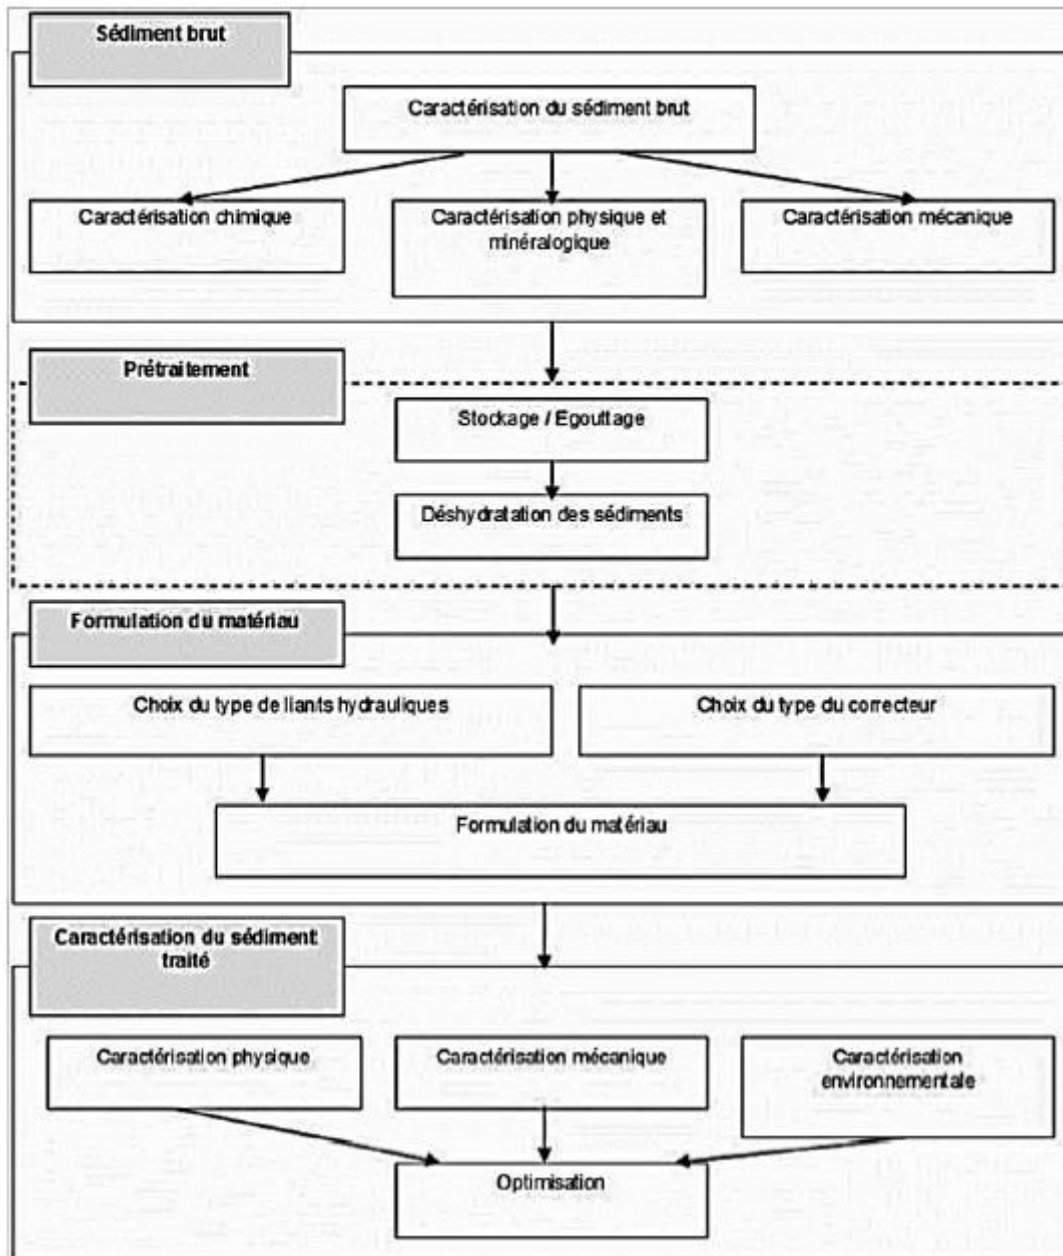 Sédiment brut
Caractérisation du sédiment brut
Caractérisation chimique
Caractérisation physique et
minéralogique
Caractérisation mécanique
Prétraitement
Stockage / Egouttage
Déshydratation des sédiments
Formulation du matériau
Choix du type de liants hydrauliques
Choix du type du correcteur
Formulation du matériau
Caractérisation du sédiment
traité
Caractérisation physique
Caractérisation mécanique
Caractérisation
environnementale
Optimisation